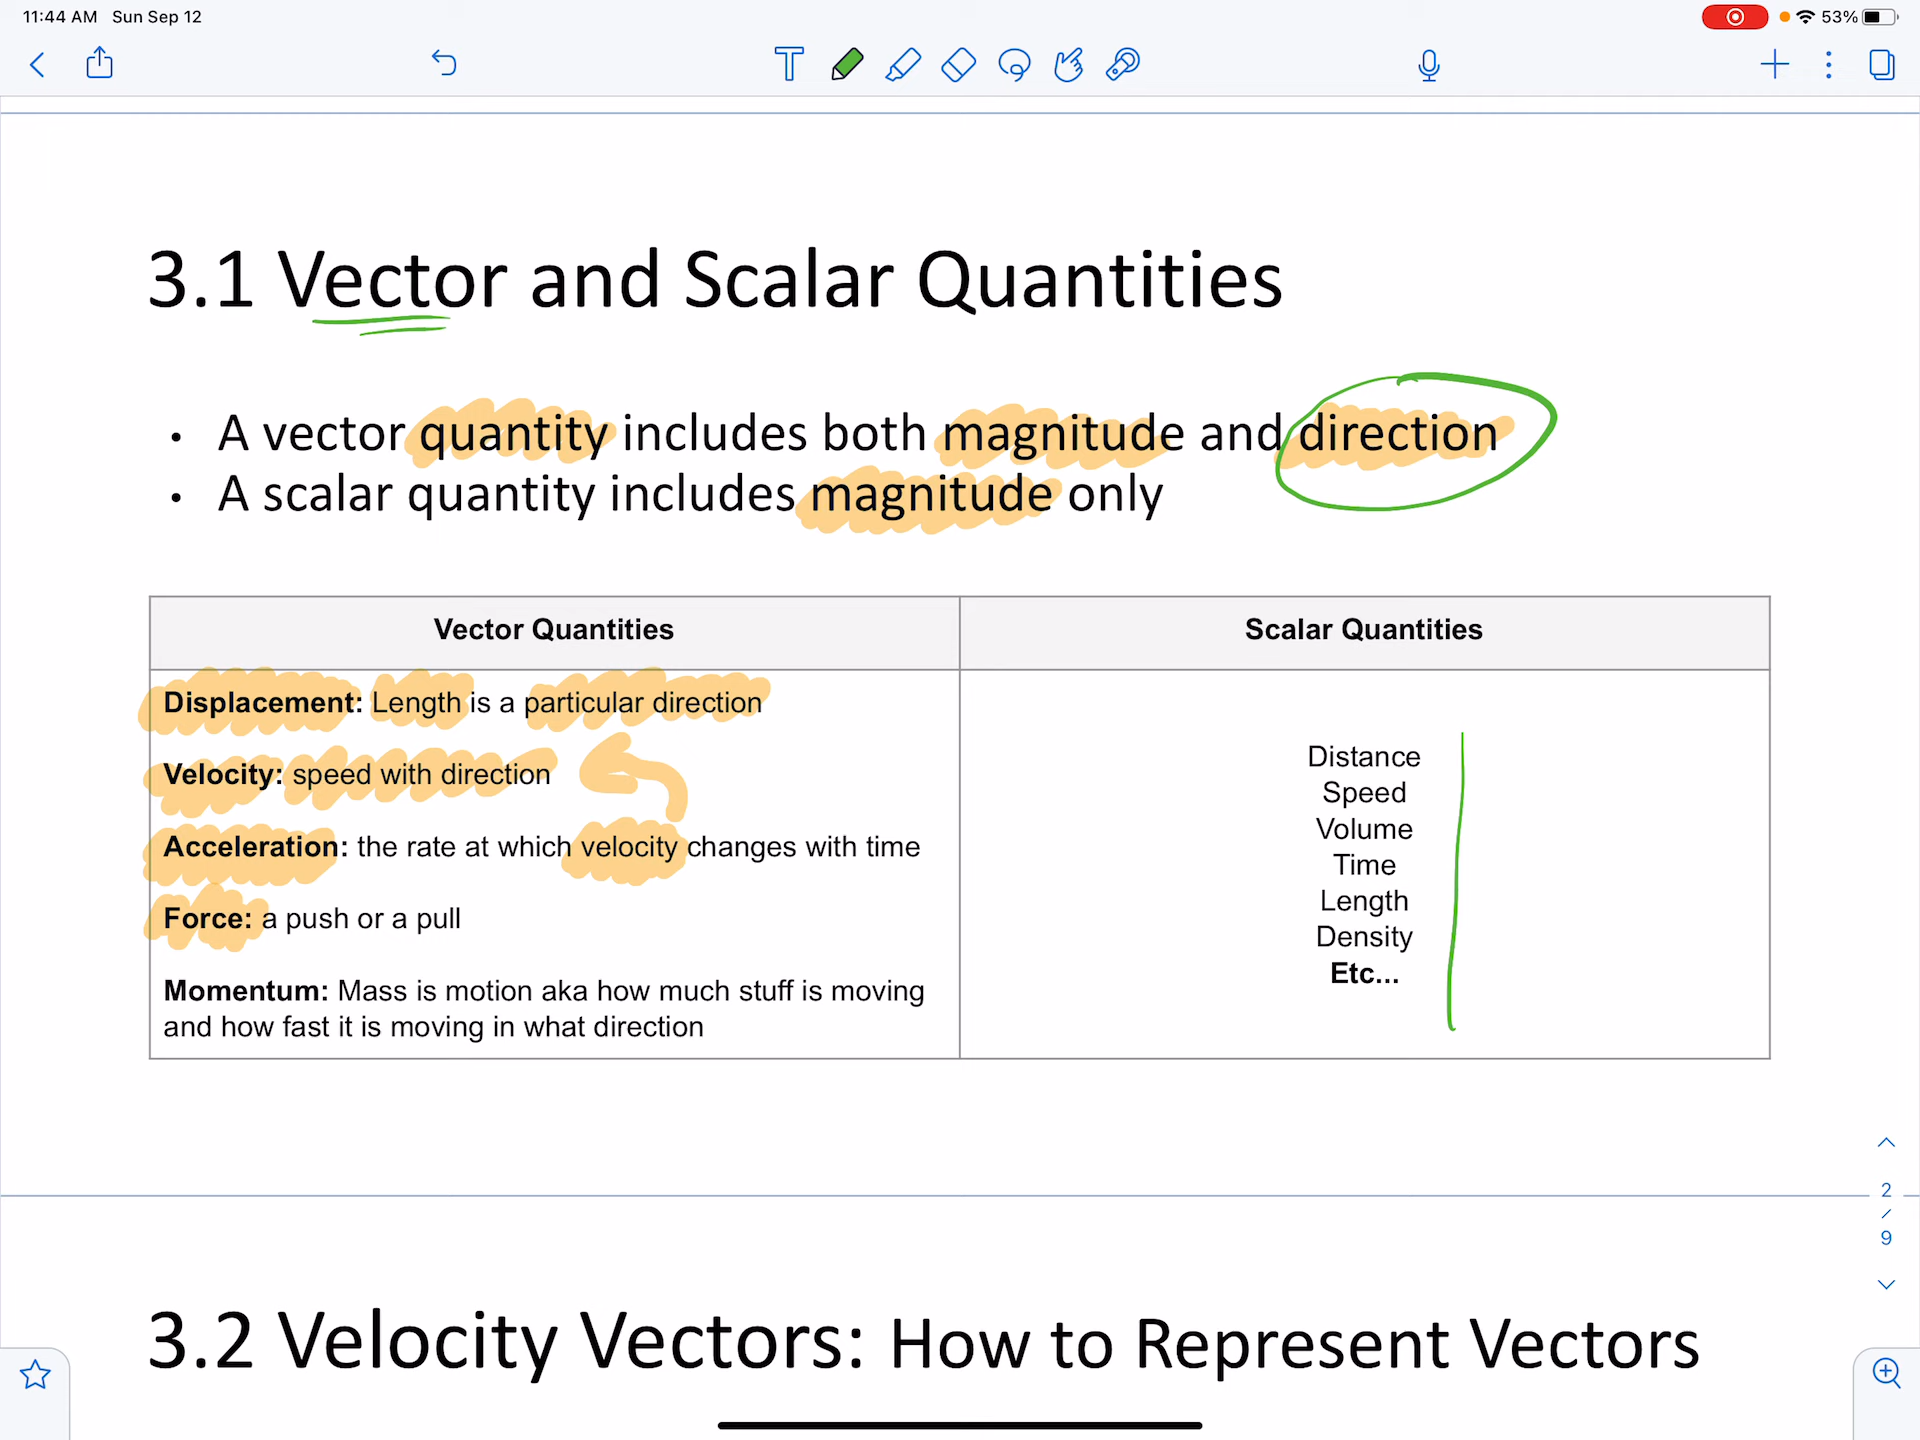 11:44 AM Sun Sep 12
53%
3.1 Vector and Scalar Quantities
• A vector quantity includes both magnitude and direction
• A scalar quantity includes magnitude only
Vector Quantities
Scalar Quantities
Displacement: Length is a particular direction
Velocity: speed with direction
Acceleration: the rate at which velocity changes with time
Force: a push or a pull
Momentum: Mass is motion aka how much stuff is moving
and how fast it is moving in what direction
Distance
Speed
Volume
Time
Length
Density
Etc...
2
/
9
3.2 Velocity Vectors: How to Represent Vectors